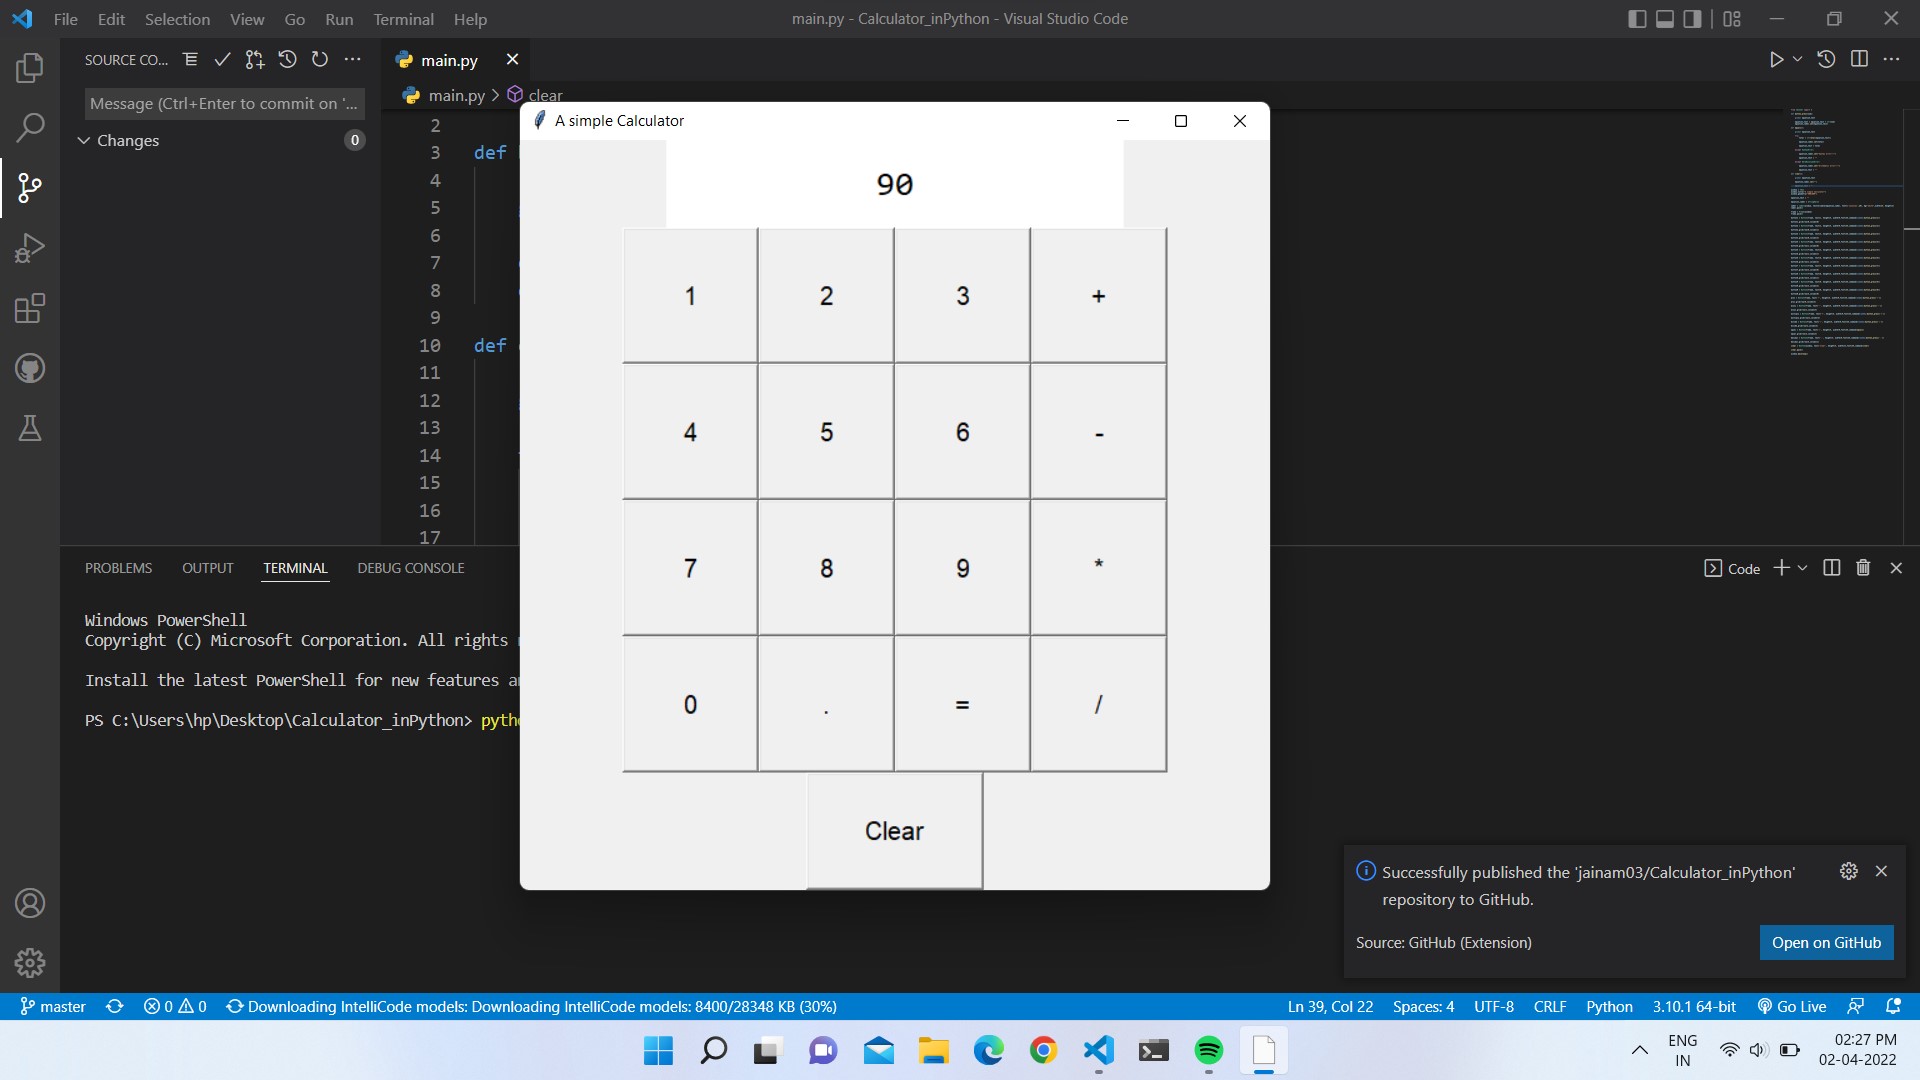 File Edit Selection View Go Run Terminal Help
main.py - Calculator_inPython - Visual Studio Code
SOURCE CO...
main.py
Message (Ctrl+Enter to commit on '...
main.py > clear
Changes
0
A simple Calculator
90
1 2 3 +
4 5 6 -
7 8 9 *
0 . = /
Clear
2
3 def
4
5
6
7
8
9
10 def
11
12
13
14
15
16
17
PROBLEMS OUTPUT TERMINAL DEBUG CONSOLE
Code
Windows PowerShell
Copyright (C) Microsoft Corporation. All rights
Install the latest PowerShell for new features
PS C:\Users\hp\Desktop\Calculator_inPython>
Successfully published the 'jainam03/Calculator_inPython'
repository to GitHub.
Source: GitHub (Extension)
Open on GitHub
master 0 0 Downloading IntelliCode models: Downloading IntelliCode models: 8400/28348 KB (30%)
Ln 39, Col 22 Spaces: 4 UTF-8 CRLF Python 3.10.1 64-bit Go Live
ENG
IN
02:27 PM
02-04-2022